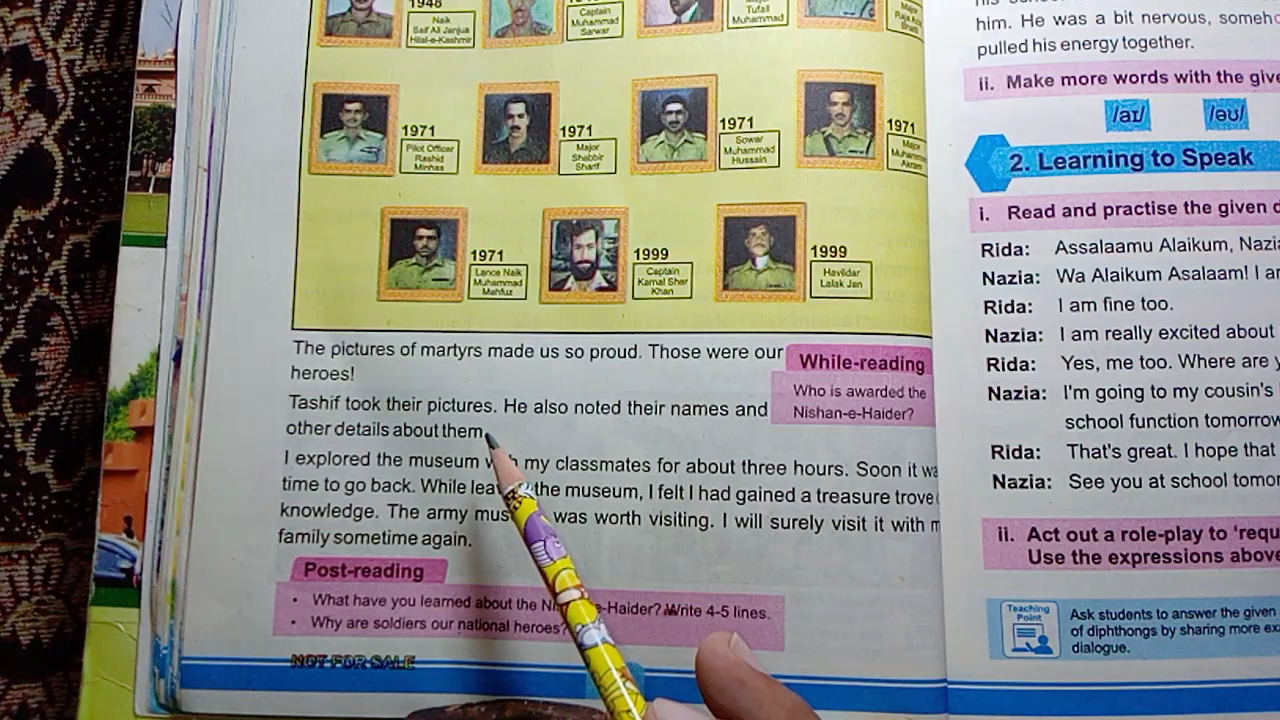 1948
Naik
Saif Ali Janjua
Hilal-e-Kashmir
Captain
Muhammad
Sarwar
Tufail
Muhammad
Major
1971
Pilot Officer
Rashid
Minhas
1971
Major
Shabbir
Sharif
1971
Sowar
Muhammad
Hussain
1971
Major
Muhammad
Akram
1971
Lance Naik
Muhammad
Mahfuz
1999
Captain
Karnal Sher
Khan
1999
Havildar
Lalak Jan
The pictures of martyrs made us so proud. Those were our
heroes!
Tashif took their pictures. He also noted their names and
other details about them
While-reading
Who is awarded the
Nishan-e-Haider?
I explored the museum my classmates for about three hours. Soon it
time to go back. While the museum, I felt I had gained a treasure trove
knowledge. The army was worth visiting. I will surely visit it with
family sometime again.
Post-reading
• What have you learned about the -Haider? Write 4-5 lines.
• Why are soldiers our national heroes?
NOT FOR SALE
him. He was a bit nervous,
pulled his energy together.
ii. Make more words with the
/aɪ/ /əʊ/
2. Learning to Speak
i. Read and practise the given
Rida: Assalaamu Alaikum,
Nazia: Wa Alaikum Asalaam! I
Rida: I am fine too.
Nazia: I am really excited about
Rida: Yes, me too. Where are
Nazia: I'm going to my cousin's
school function
Rida: That's great. I hope that
Nazia: See you at school
ii. Act out a role-play to
Use the expressions
Teaching
Point
Ask students to answer the given
of diphthongs by sharing more
dialogue.